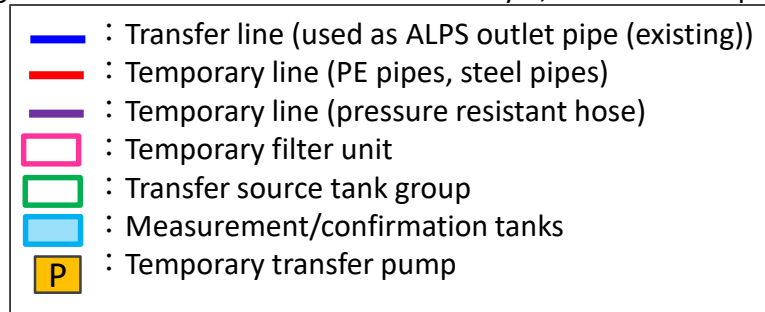 ：Transfer line (used as ALPS outlet pipe (existing))
：Temporary line (PE pipes, steel pipes)
：Temporary line (pressure resistant hose)
：Temporary filter unit
：Transfer source tank group
：Measurement/confirmation tanks
P ：Temporary transfer pump